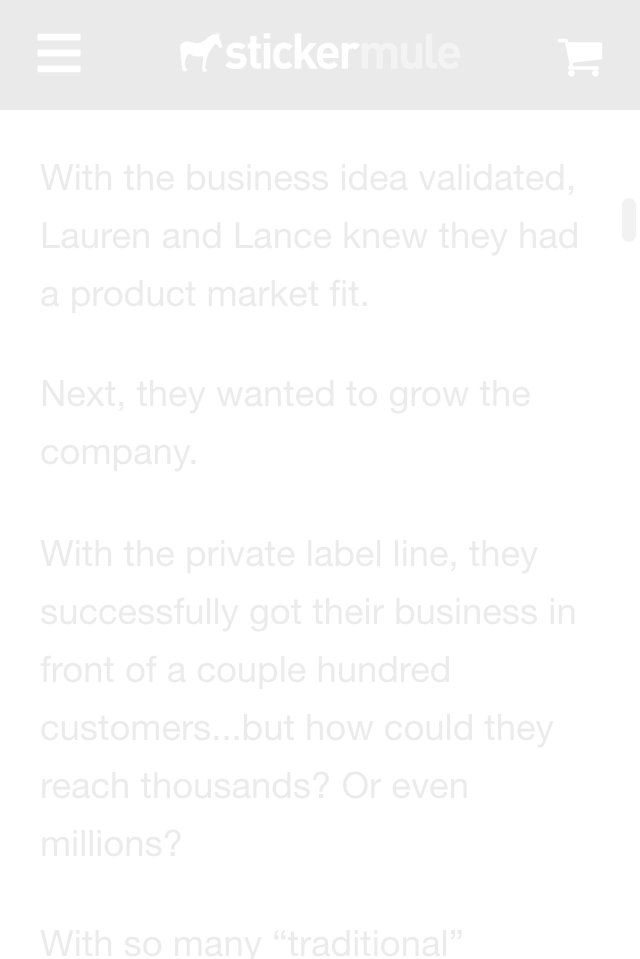 stickermule
With the business idea validated,
Lauren and Lance knew they had
a product market fit.
Next, they wanted to grow the
company.
With the private label line, they
successfully got their business in
front of a couple hundred
customers...but how could they
reach thousands? Or even
millions?
With so many “traditional”